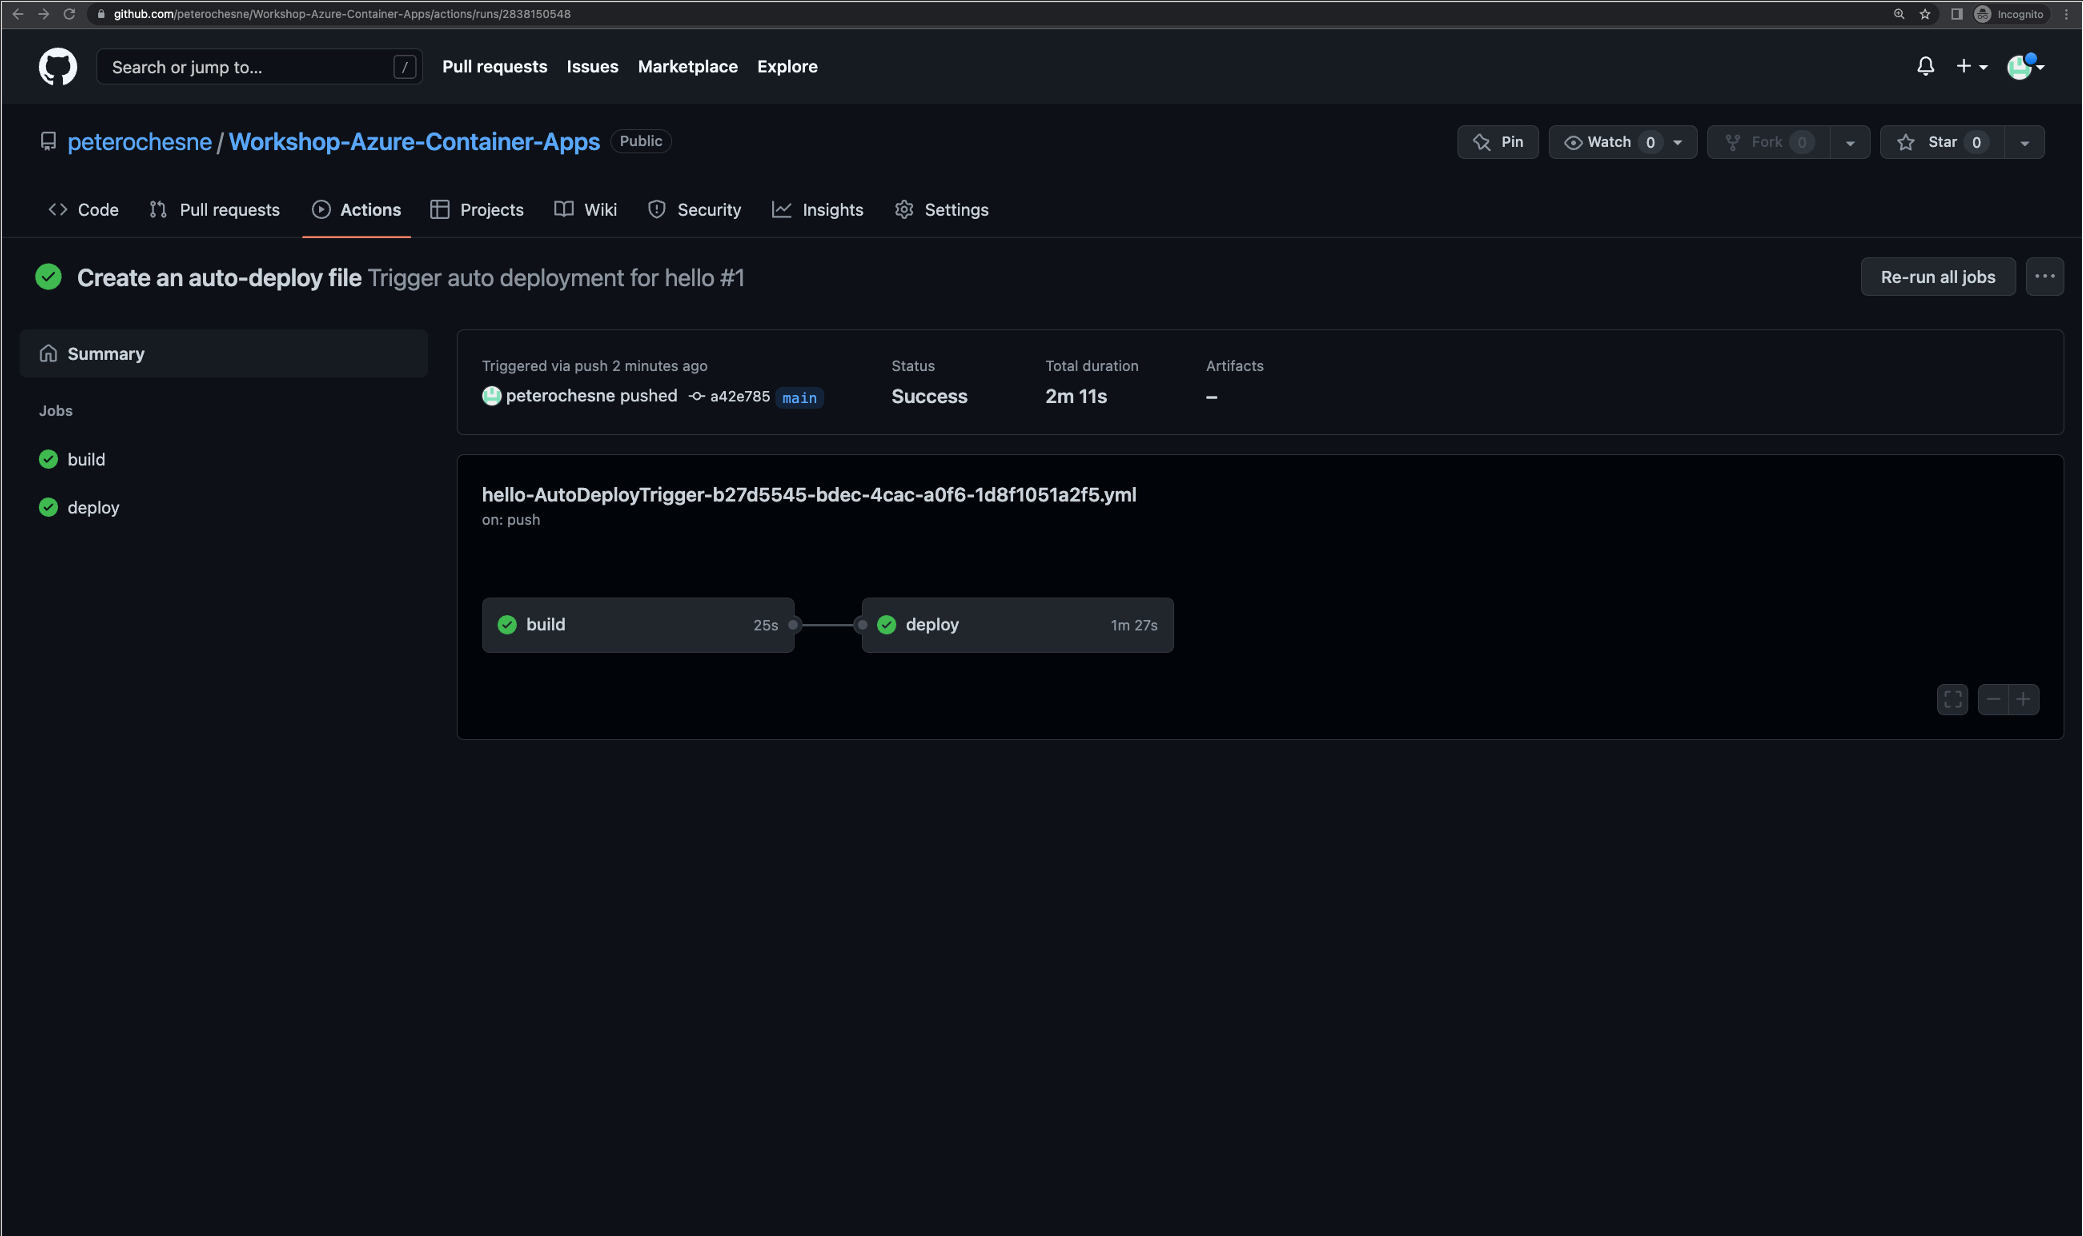 github.com/peterochesne/Workshop-Azure-Container-Apps/actions/runs/2838150548
Incognito
Search or jump to... /
Pull requests Issues Marketplace Explore
peterochesne / Workshop-Azure-Container-Apps Public
Pin Watch 0 Fork 0 Star 0
Code Pull requests Actions Projects Wiki Security Insights Settings
Create an auto-deploy file Trigger auto deployment for hello #1
Re-run all jobs
Summary
Jobs
build
deploy
Triggered via push 2 minutes ago
peterochesne pushed a42e785 main
Status
Success
Total duration
2m 11s
Artifacts
–
hello-AutoDeployTrigger-b27d5545-bdec-4cac-a0f6-1d8f1051a2f5.yml
on: push
build 25s
deploy 1m 27s